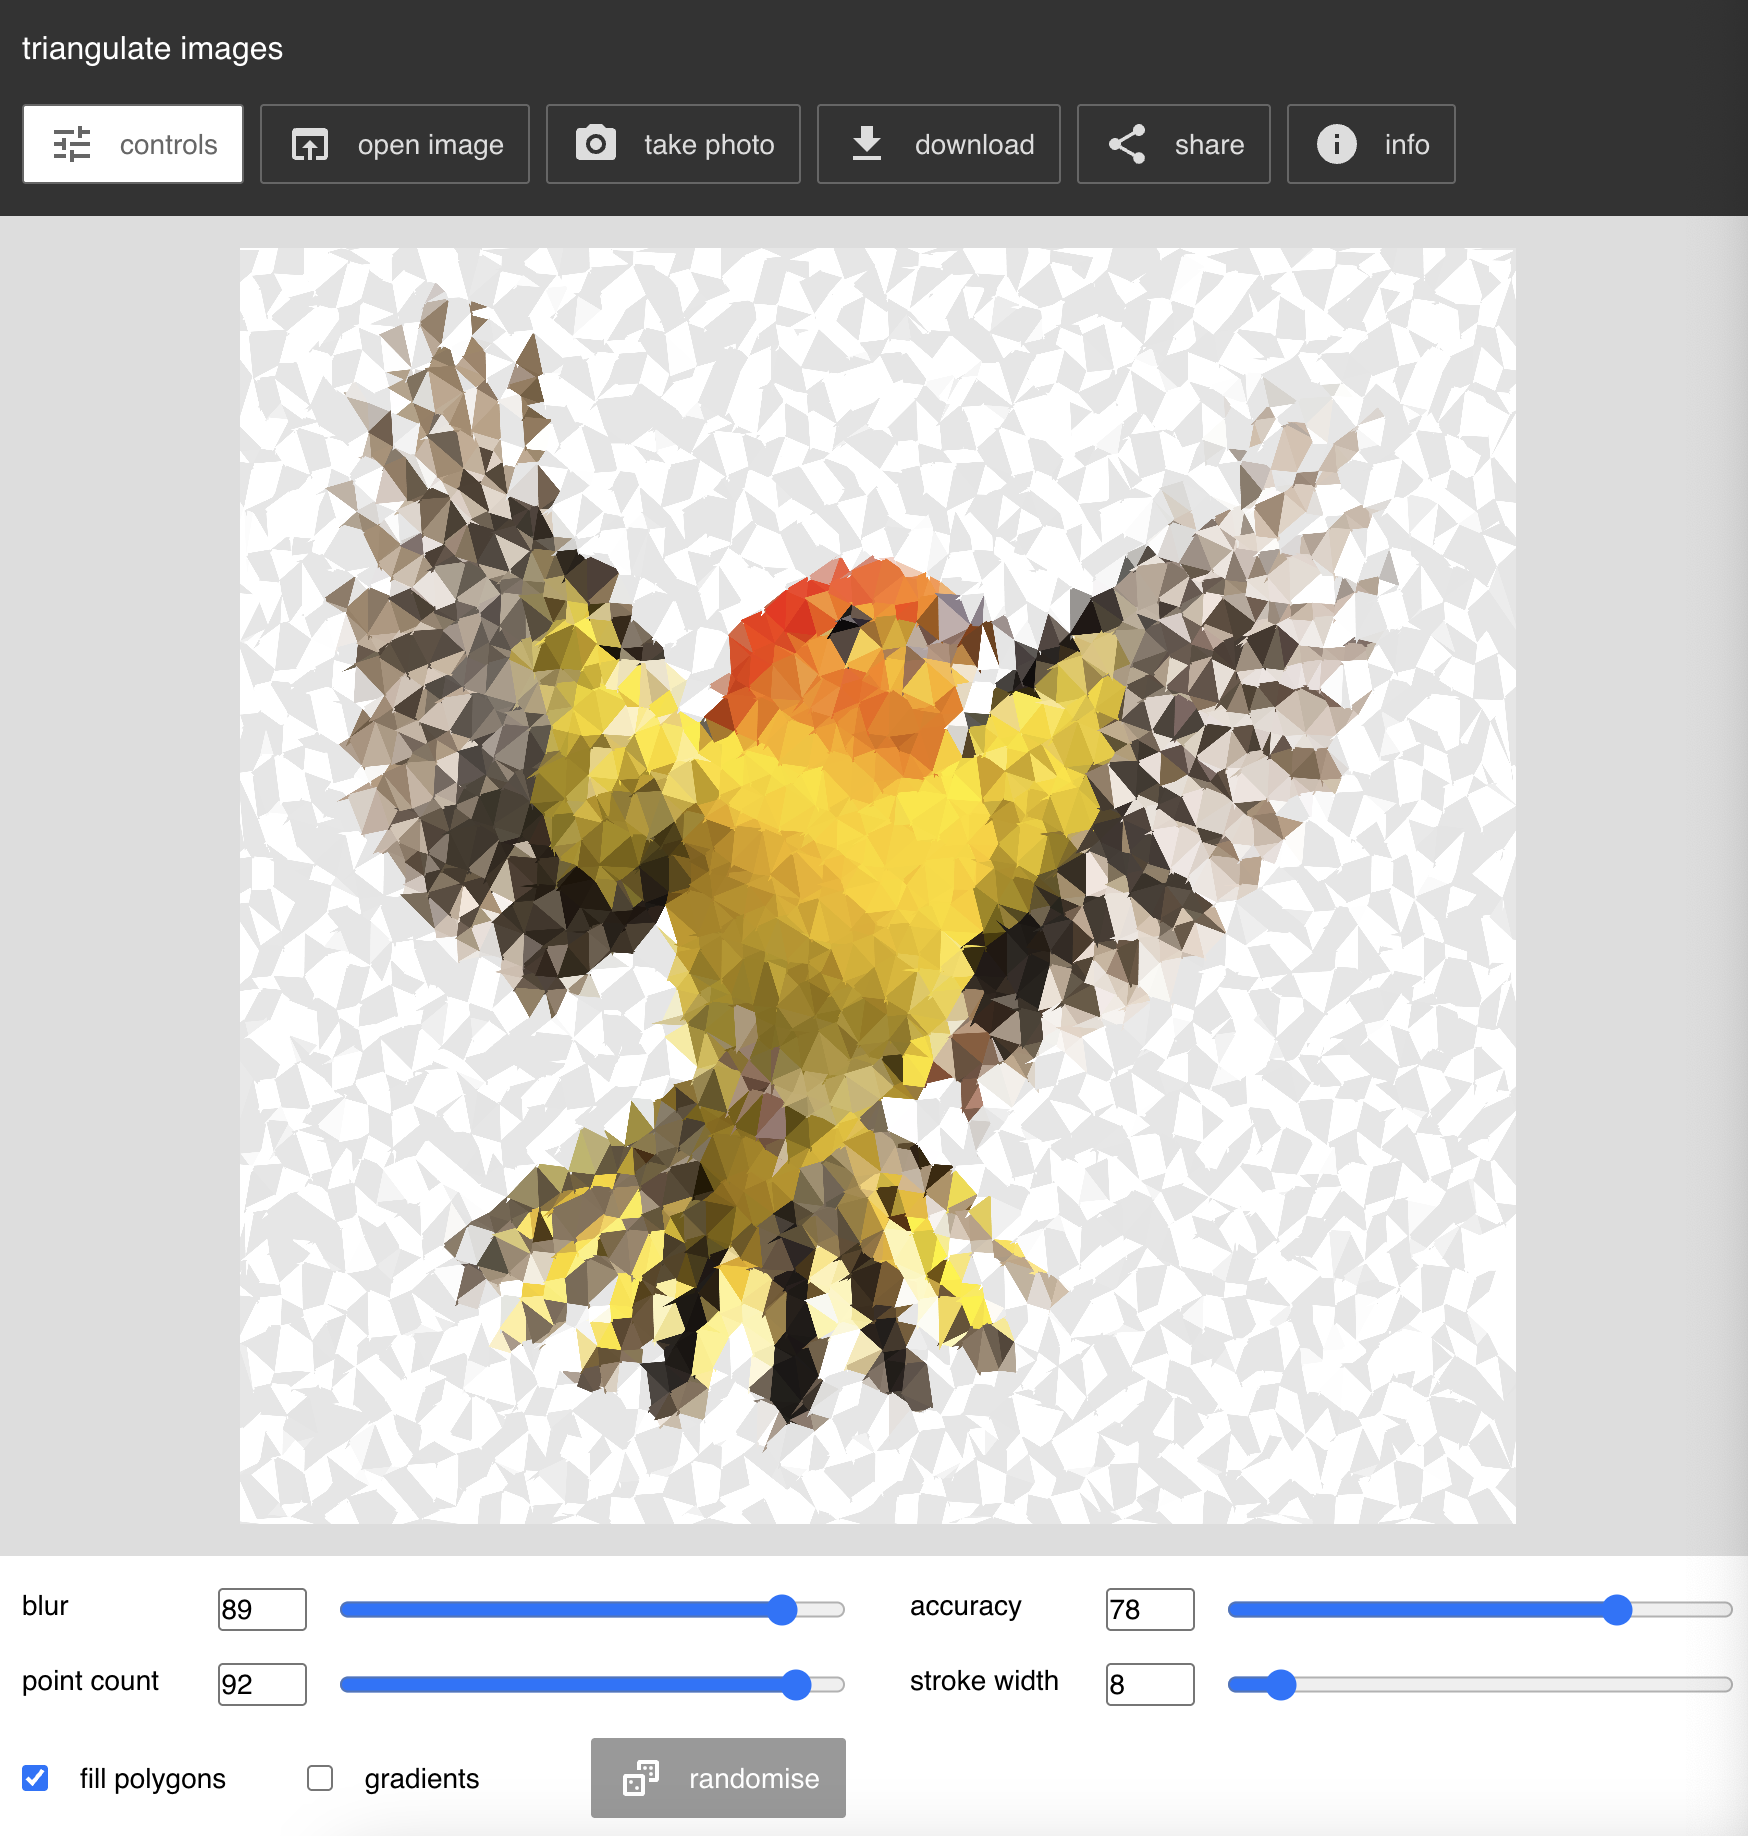 triangulate images
controls open image take photo download share info
blur 89 accuracy 78
point count 92 stroke width 8
fill polygons gradients randomise